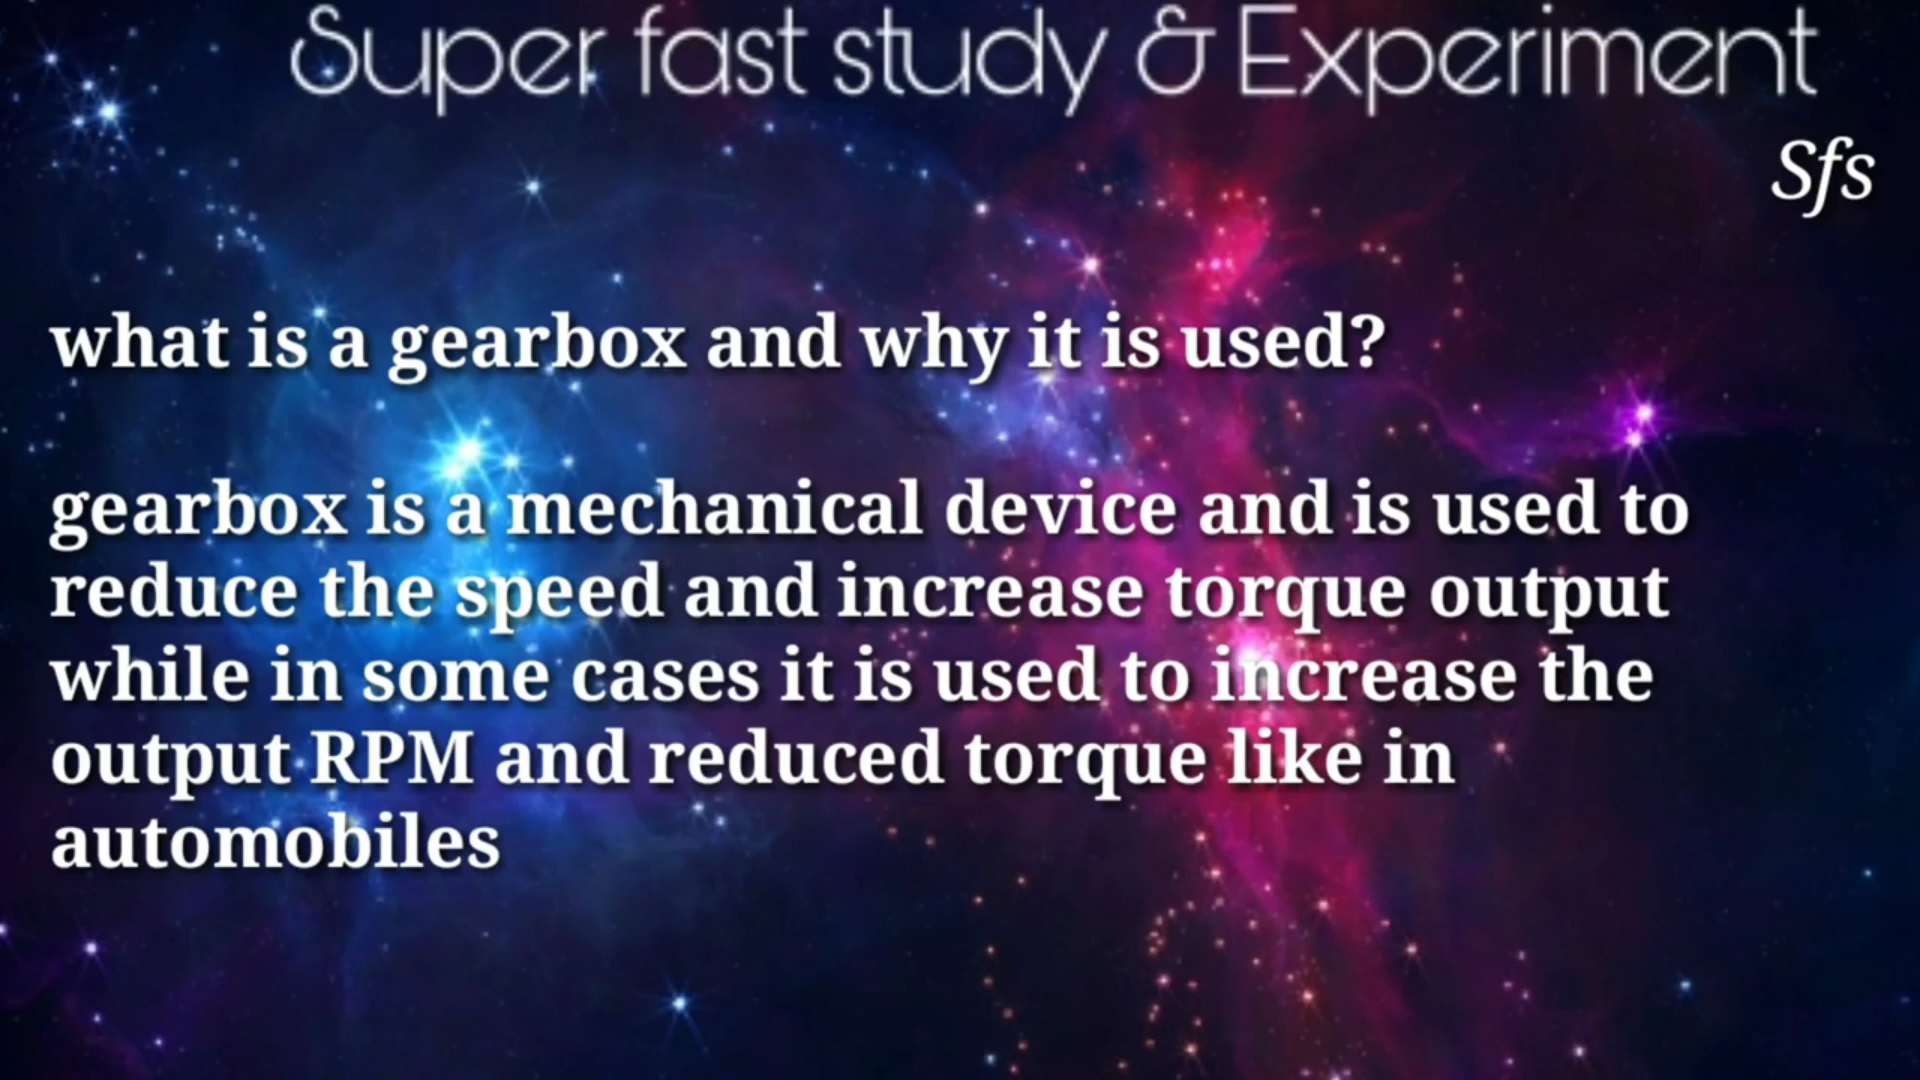 Super fast study & Experiment
Sfs
what is a gearbox and why it is used?
gearbox is a mechanical device and is used to
reduce the speed and increase torque output
while in some cases it is used to increase the
output RPM and reduced torque like in
automobiles